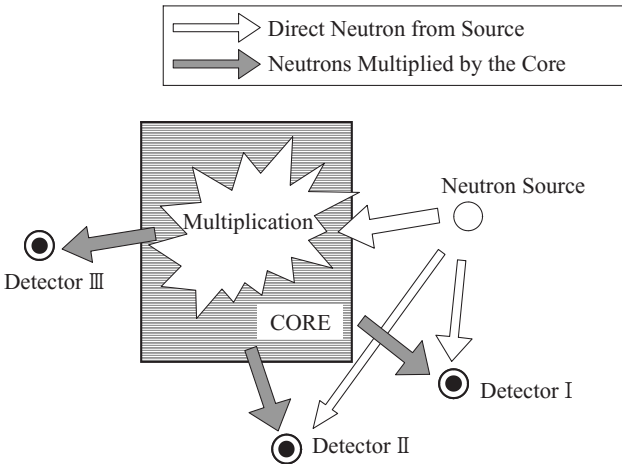 Direct Neutron from Source
Neutrons Multiplied by the Core
Neutron Source
Multiplication
Detector Ⅲ
CORE
Detector Ⅰ
Detector Ⅱ